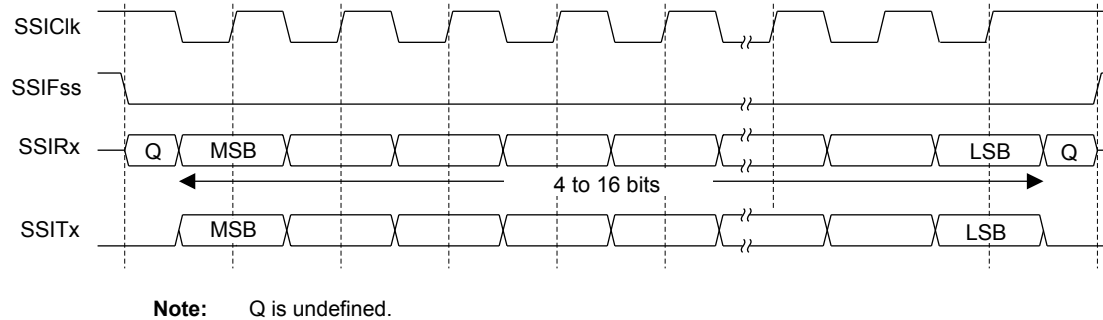 SSIClk
SSIFss
SSIRx Q MSB LSB Q
4 to 16 bits
SSITx MSB LSB
Note: Q is undefined.